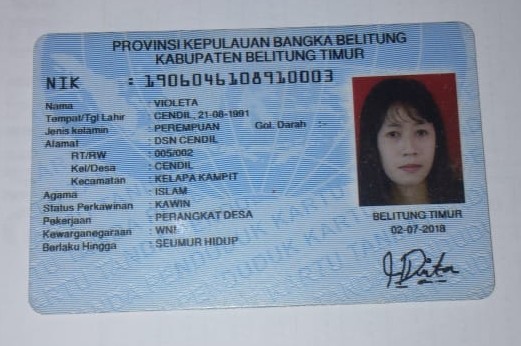 PROVINSI KEPULAUAN BANGKA BELITUNG
KABUPATEN BELITUNG TIMUR
NIK : 1906046108910003
Nama : VIOLETA
Tempat/Tgl Lahir : CENDIL, 21-08-1991
Jenis kelamin : PEREMPUAN Gol. Darah : -
Alamat : DSN CENDIL
RT/RW : 005/002
Kel/Desa : CENDIL
Kecamatan : KELAPA KAMPIT
Agama : ISLAM
Status Perkawinan : KAWIN
Pekerjaan : PERANGKAT DESA
Kewarganegaraan : WNI
Berlaku Hingga : SEUMUR HIDUP
BELITUNG TIMUR
02-07-2018